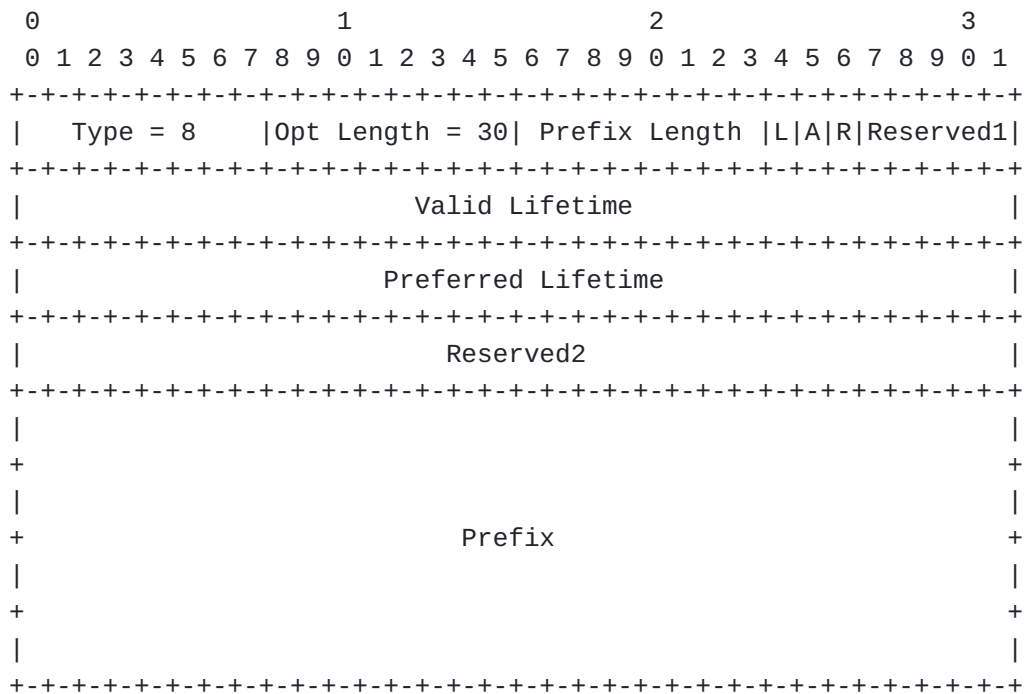 0                   1                   2                   3
 0 1 2 3 4 5 6 7 8 9 0 1 2 3 4 5 6 7 8 9 0 1 2 3 4 5 6 7 8 9 0 1
+-+-+-+-+-+-+-+-+-+-+-+-+-+-+-+-+-+-+-+-+-+-+-+-+-+-+-+-+-+-+-+-+
|   Type = 8    |Opt Length = 30| Prefix Length |L|A|R|Reserved1|
+-+-+-+-+-+-+-+-+-+-+-+-+-+-+-+-+-+-+-+-+-+-+-+-+-+-+-+-+-+-+-+-+
|                         Valid Lifetime                        |
+-+-+-+-+-+-+-+-+-+-+-+-+-+-+-+-+-+-+-+-+-+-+-+-+-+-+-+-+-+-+-+-+
|                       Preferred Lifetime                      |
+-+-+-+-+-+-+-+-+-+-+-+-+-+-+-+-+-+-+-+-+-+-+-+-+-+-+-+-+-+-+-+-+
|                           Reserved2                           |
+-+-+-+-+-+-+-+-+-+-+-+-+-+-+-+-+-+-+-+-+-+-+-+-+-+-+-+-+-+-+-+-+
|                                                               |
+                                                               +
|                                                               |
+                            Prefix                             +
|                                                               |
+                                                               +
|                                                               |
+-+-+-+-+-+-+-+-+-+-+-+-+-+-+-+-+-+-+-+-+-+-+-+-+-+-+-+-+-+-+-+-+